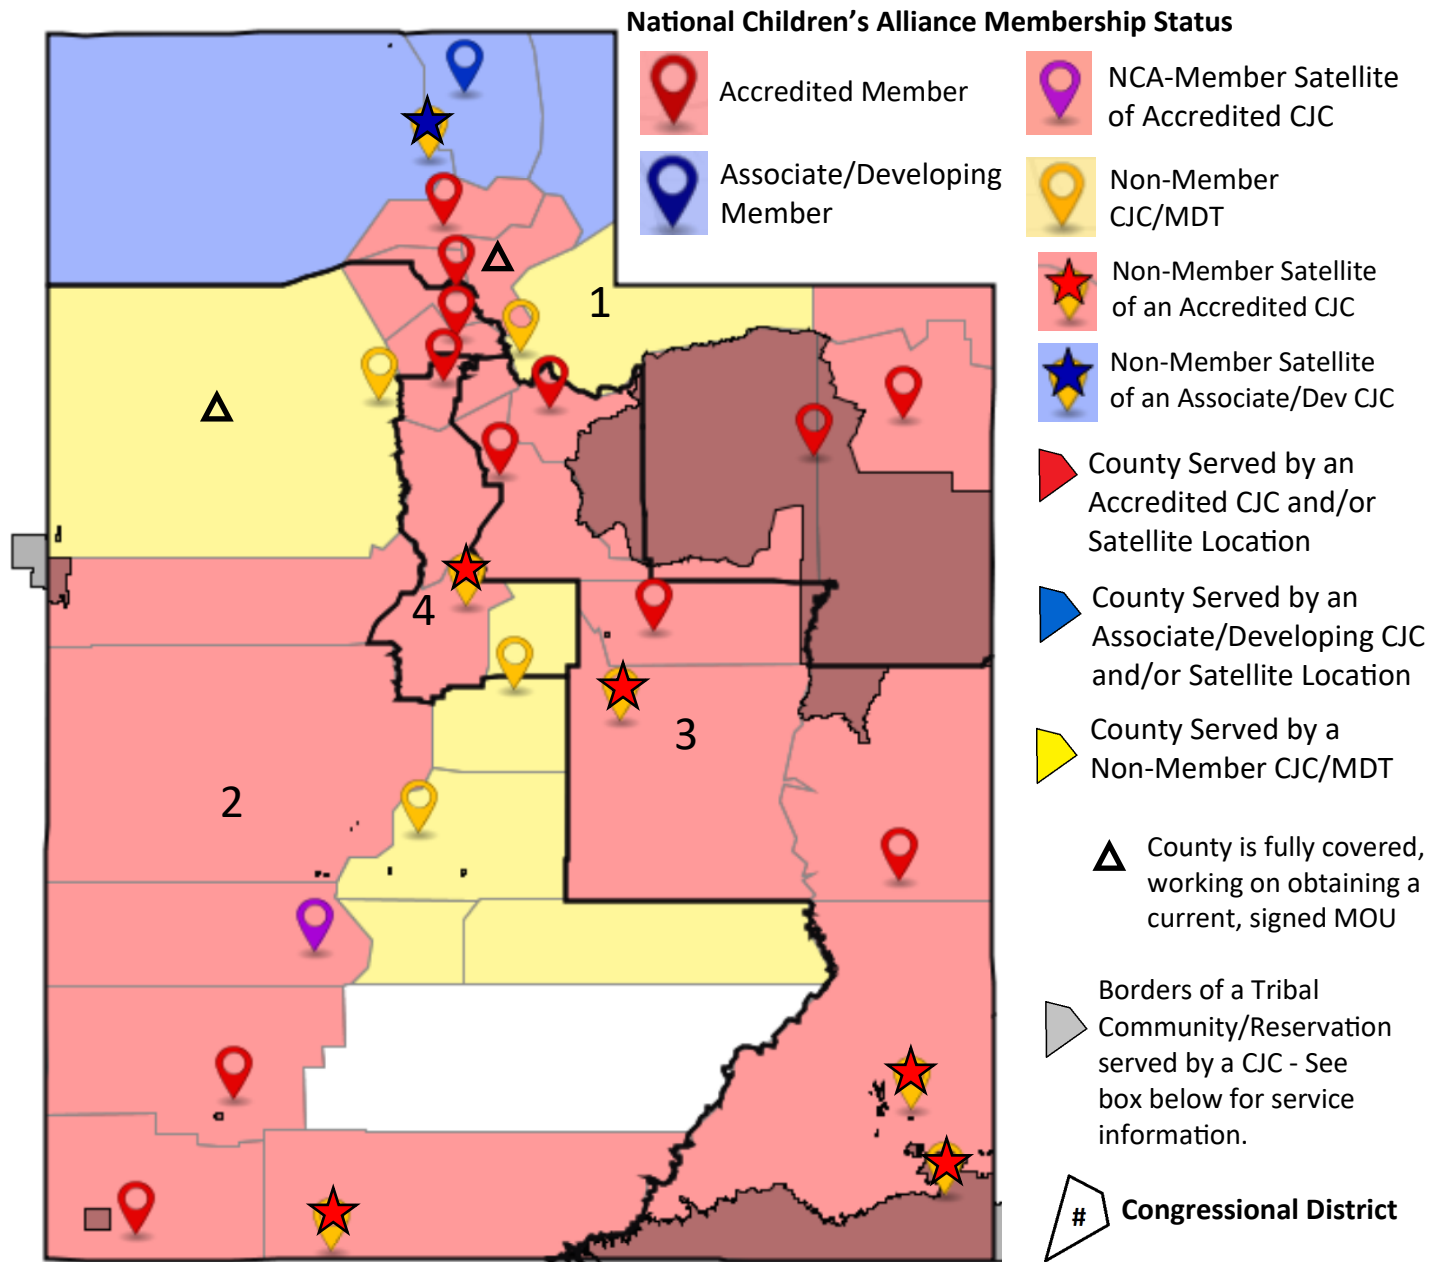 National Children's Alliance Membership Status
Accredited Member
NCA-Member Satellite
of Accredited CJC
Associate/Developing
Member
Non-Member
CJC/MDT
Non-Member Satellite
of an Accredited CJC
Non-Member Satellite
of an Associate/Dev CJC
County Served by an
Accredited CJC and/or
Satellite Location
County Served by an
Associate/Developing CJC
and/or Satellite Location
County Served by a
Non-Member CJC/MDT
County is fully covered,
working on obtaining a
current, signed MOU
Borders of a Tribal
Community/Reservation
served by a CJC - See
box below for service
information.
#
Congressional District
1
4
3
2